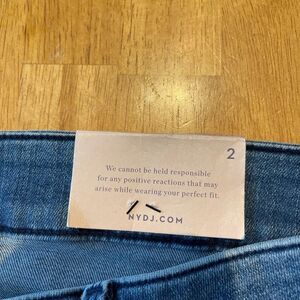 2
We cannot be held responsible
for any positive reactions that may
arise while wearing your perfect fit.
NYDJ.COM